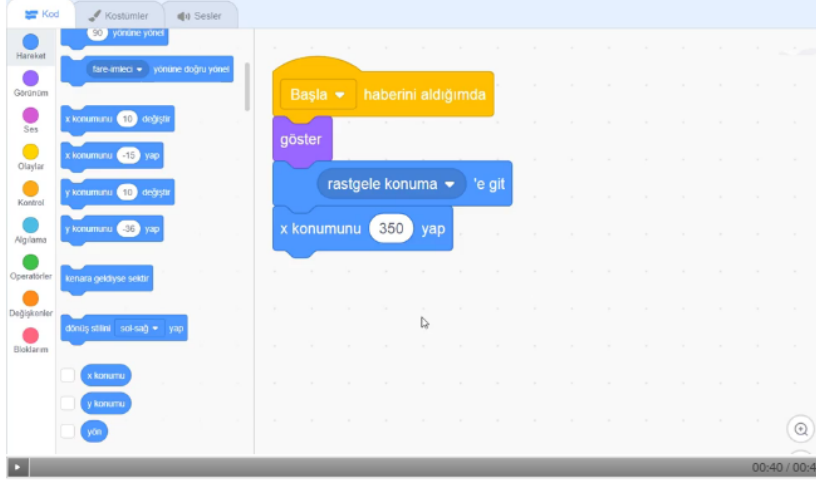 Kod
Kostümler
Sesler
Hareket
Görünüm
Ses
Olaylar
Kontrol
Algılama
Operatörler
Değişkenler
Bloklarım
90 yönüne yönel
fare-imleci yönüne doğru yönel
x konumunu 10 değiştir
x konumunu -15 yap
y konumunu 10 değiştir
y konumunu -36 yap
kenara geldiyse sektir
dönüş stilini sol-sağ yap
x konumu
y konumu
yön
Başla haberini aldığımda
göster
rastgele konuma 'e git
x konumunu 350 yap
00:40 / 00:4